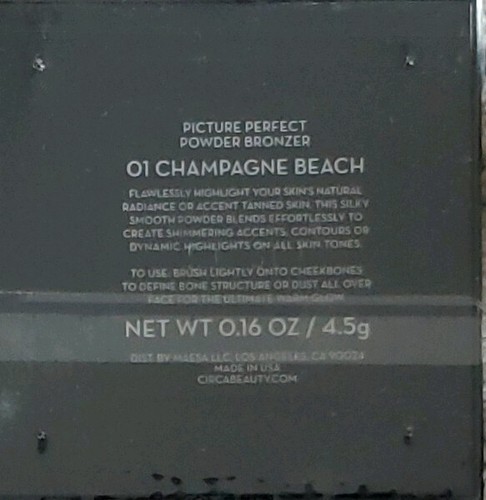 PICTURE PERFECT
POWDER BRONZER
01 CHAMPAGNE BEACH
FLAWLESSLY HIGHLIGHT YOUR SKIN'S NATURAL
RADIANCE OR ACCENT TANNED SKIN. THIS SILKY
SMOOTH POWDER BLENDS EFFORTLESSLY TO
CREATE SHIMMERING ACCENTS, CONTOURS OR
DYNAMIC HIGHLIGHTS ON ALL SKIN TONES.
TO USE: BRUSH LIGHTLY ONTO CHEEKBONES
TO DEFINE BONE STRUCTURE OR DUST ALL OVER
FACE FOR THE ULTIMATE WARM GLOW.
NET WT 0.16 OZ / 4.5g
DIST. BY MAESA LLC, LOS ANGELES, CA 90024
MADE IN USA
CIRCABEAUTY.COM